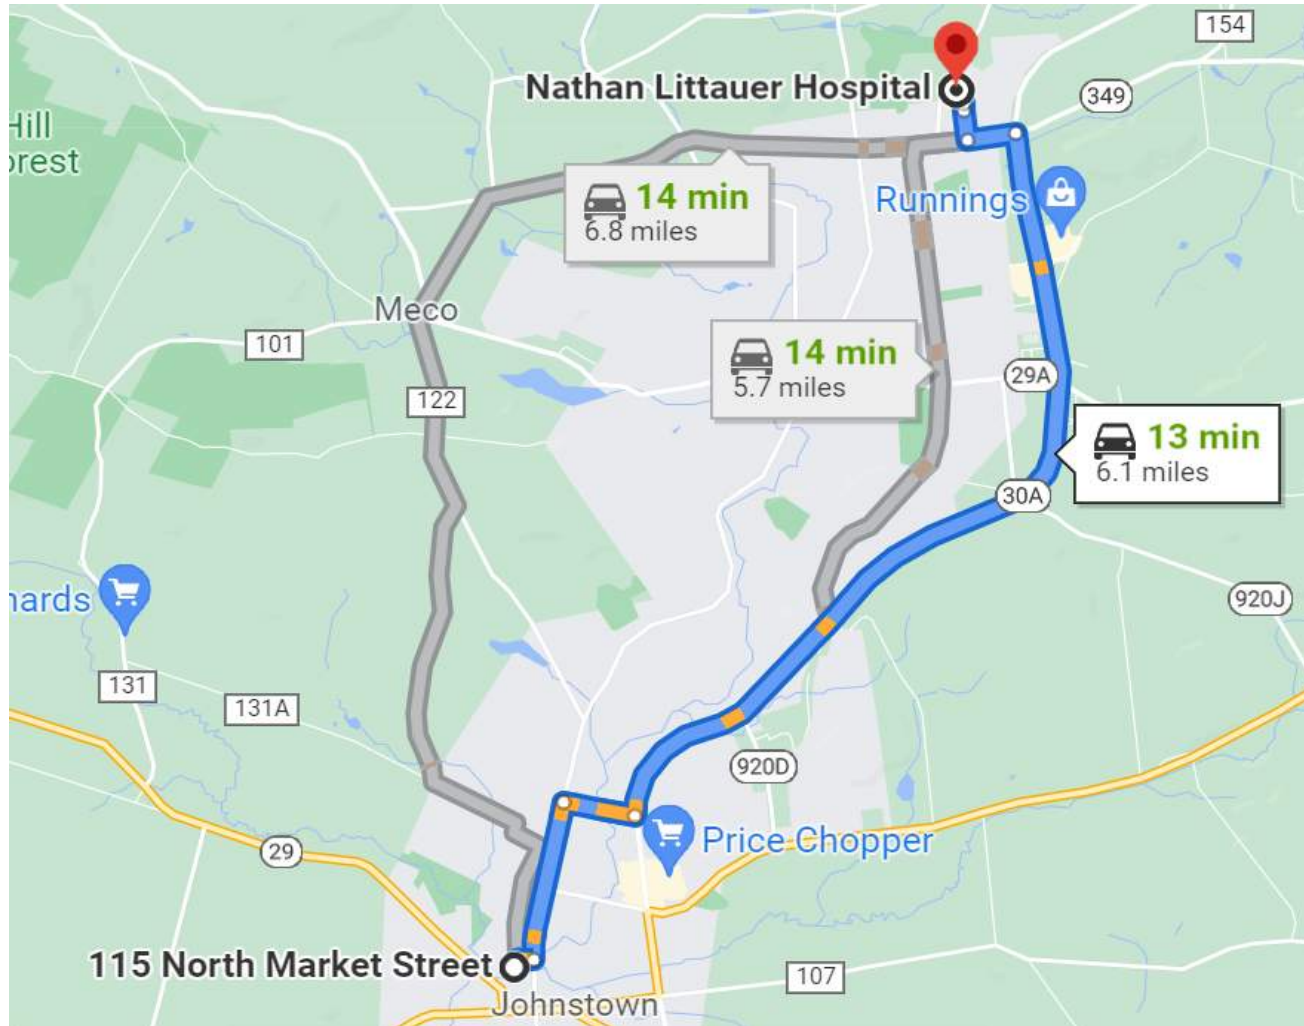 154
Nathan Littauer Hospital
349
Hill
orest
14 min
6.8 miles
Runnings
Meco
101
14 min
5.7 miles
122
29A
13 min
6.1 miles
30A
920J
nards
131
131A
920D
29
Price Chopper
115 North Market Street
107
Johnstown